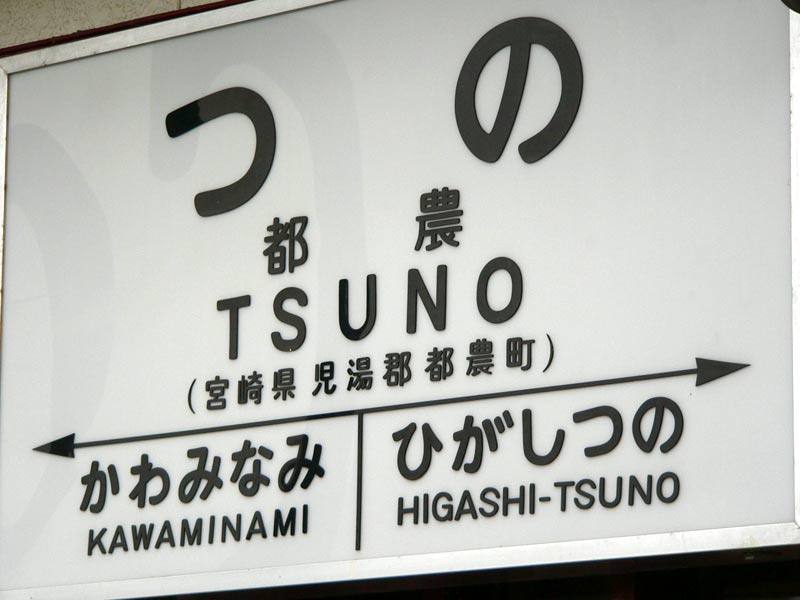 つの
都農
TSUNO
(宮崎県 児湯郡 都農町)
かわみなみ
KAWAMINAMI
ひがしつの
HIGASHI-TSUNO